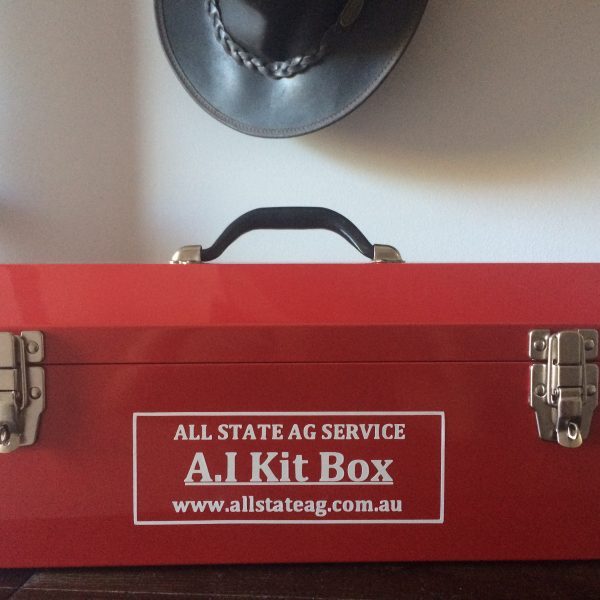 ALL STATE AG SERVICE
A.I Kit Box
www.allstateag.com.au